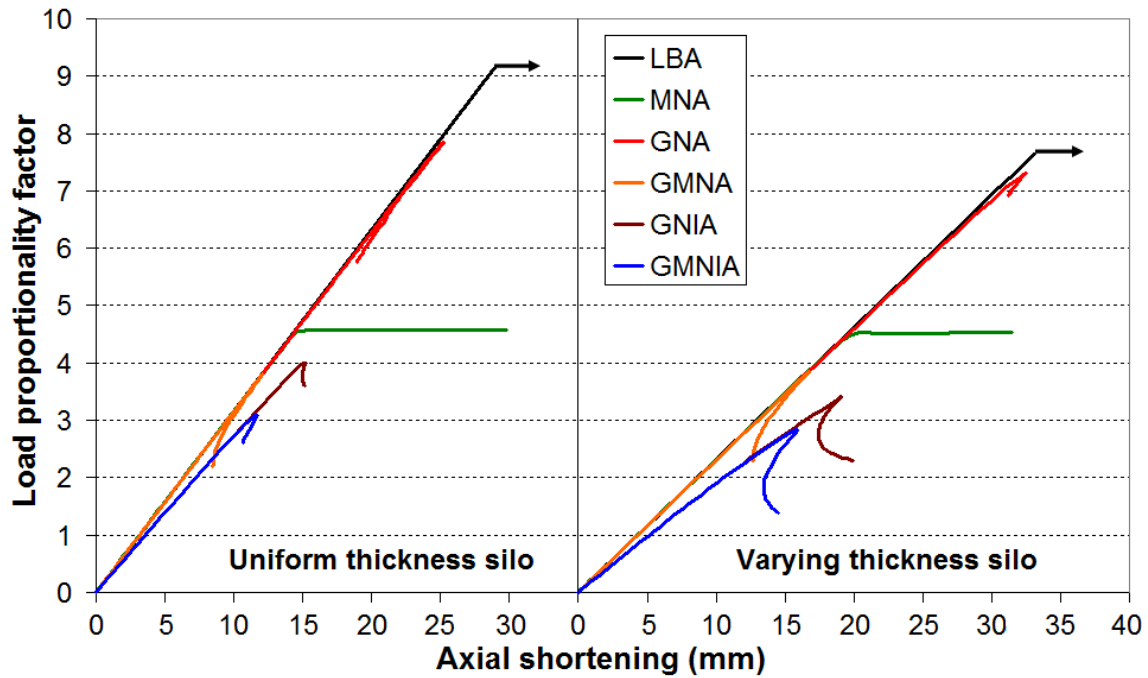 Load proportionality factor
10
9
8
7
6
5
4
3
2
1
0
LBA
MNA
GNA
GMNA
GNIA
GMNIA
Uniform thickness silo
Varying thickness silo
0 5 10 15 20 25 30 0 5 10 15 20 25 30 35 40
Axial shortening (mm)